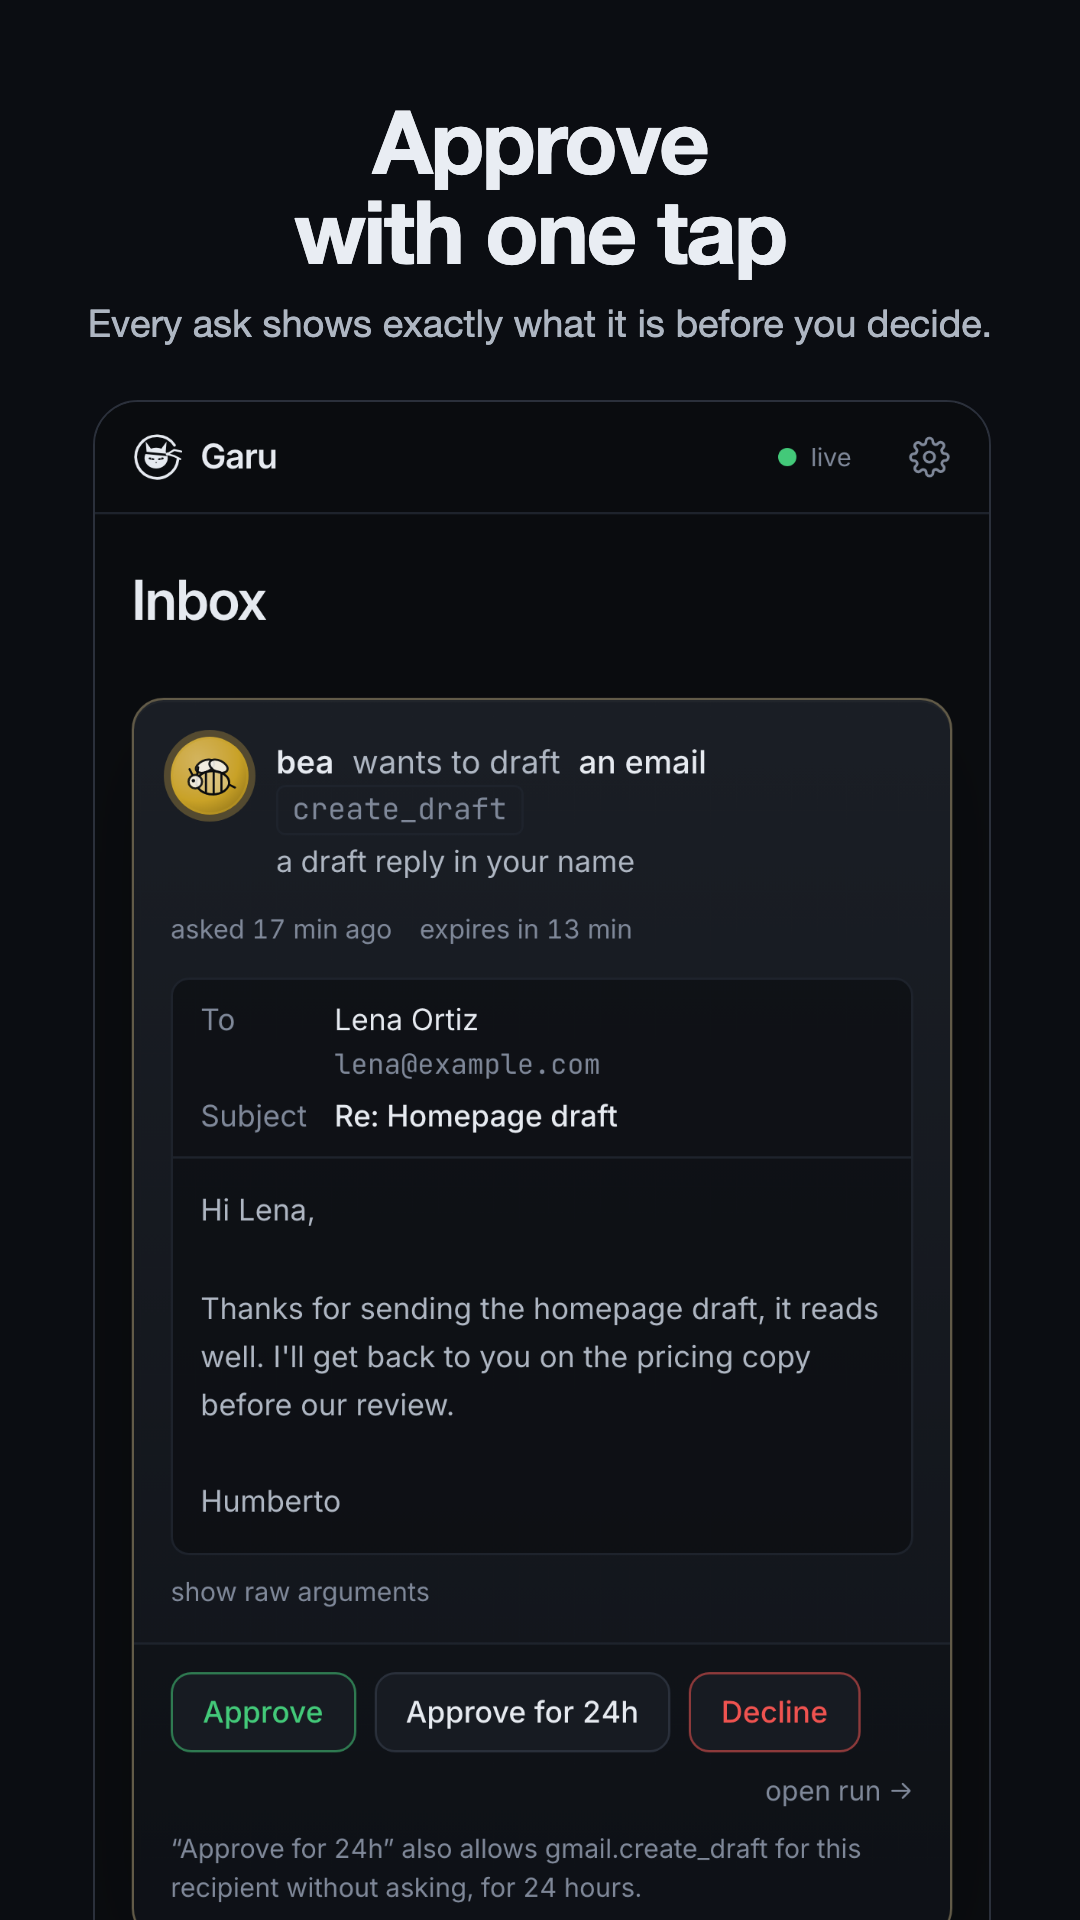 Approve
with one tap
Every ask shows exactly what it is before you decide.
Garu
live
Inbox
bea wants to draft an email
create_draft
a draft reply in your name
asked 17 min ago expires in 13 min
To Lena Ortiz
lena@example.com
Subject Re: Homepage draft
Hi Lena,
Thanks for sending the homepage draft, it reads
well. I'll get back to you on the pricing copy
before our review.
Humberto
show raw arguments
Approve Approve for 24h Decline
open run →
“Approve for 24h” also allows gmail.create_draft for this
recipient without asking, for 24 hours.